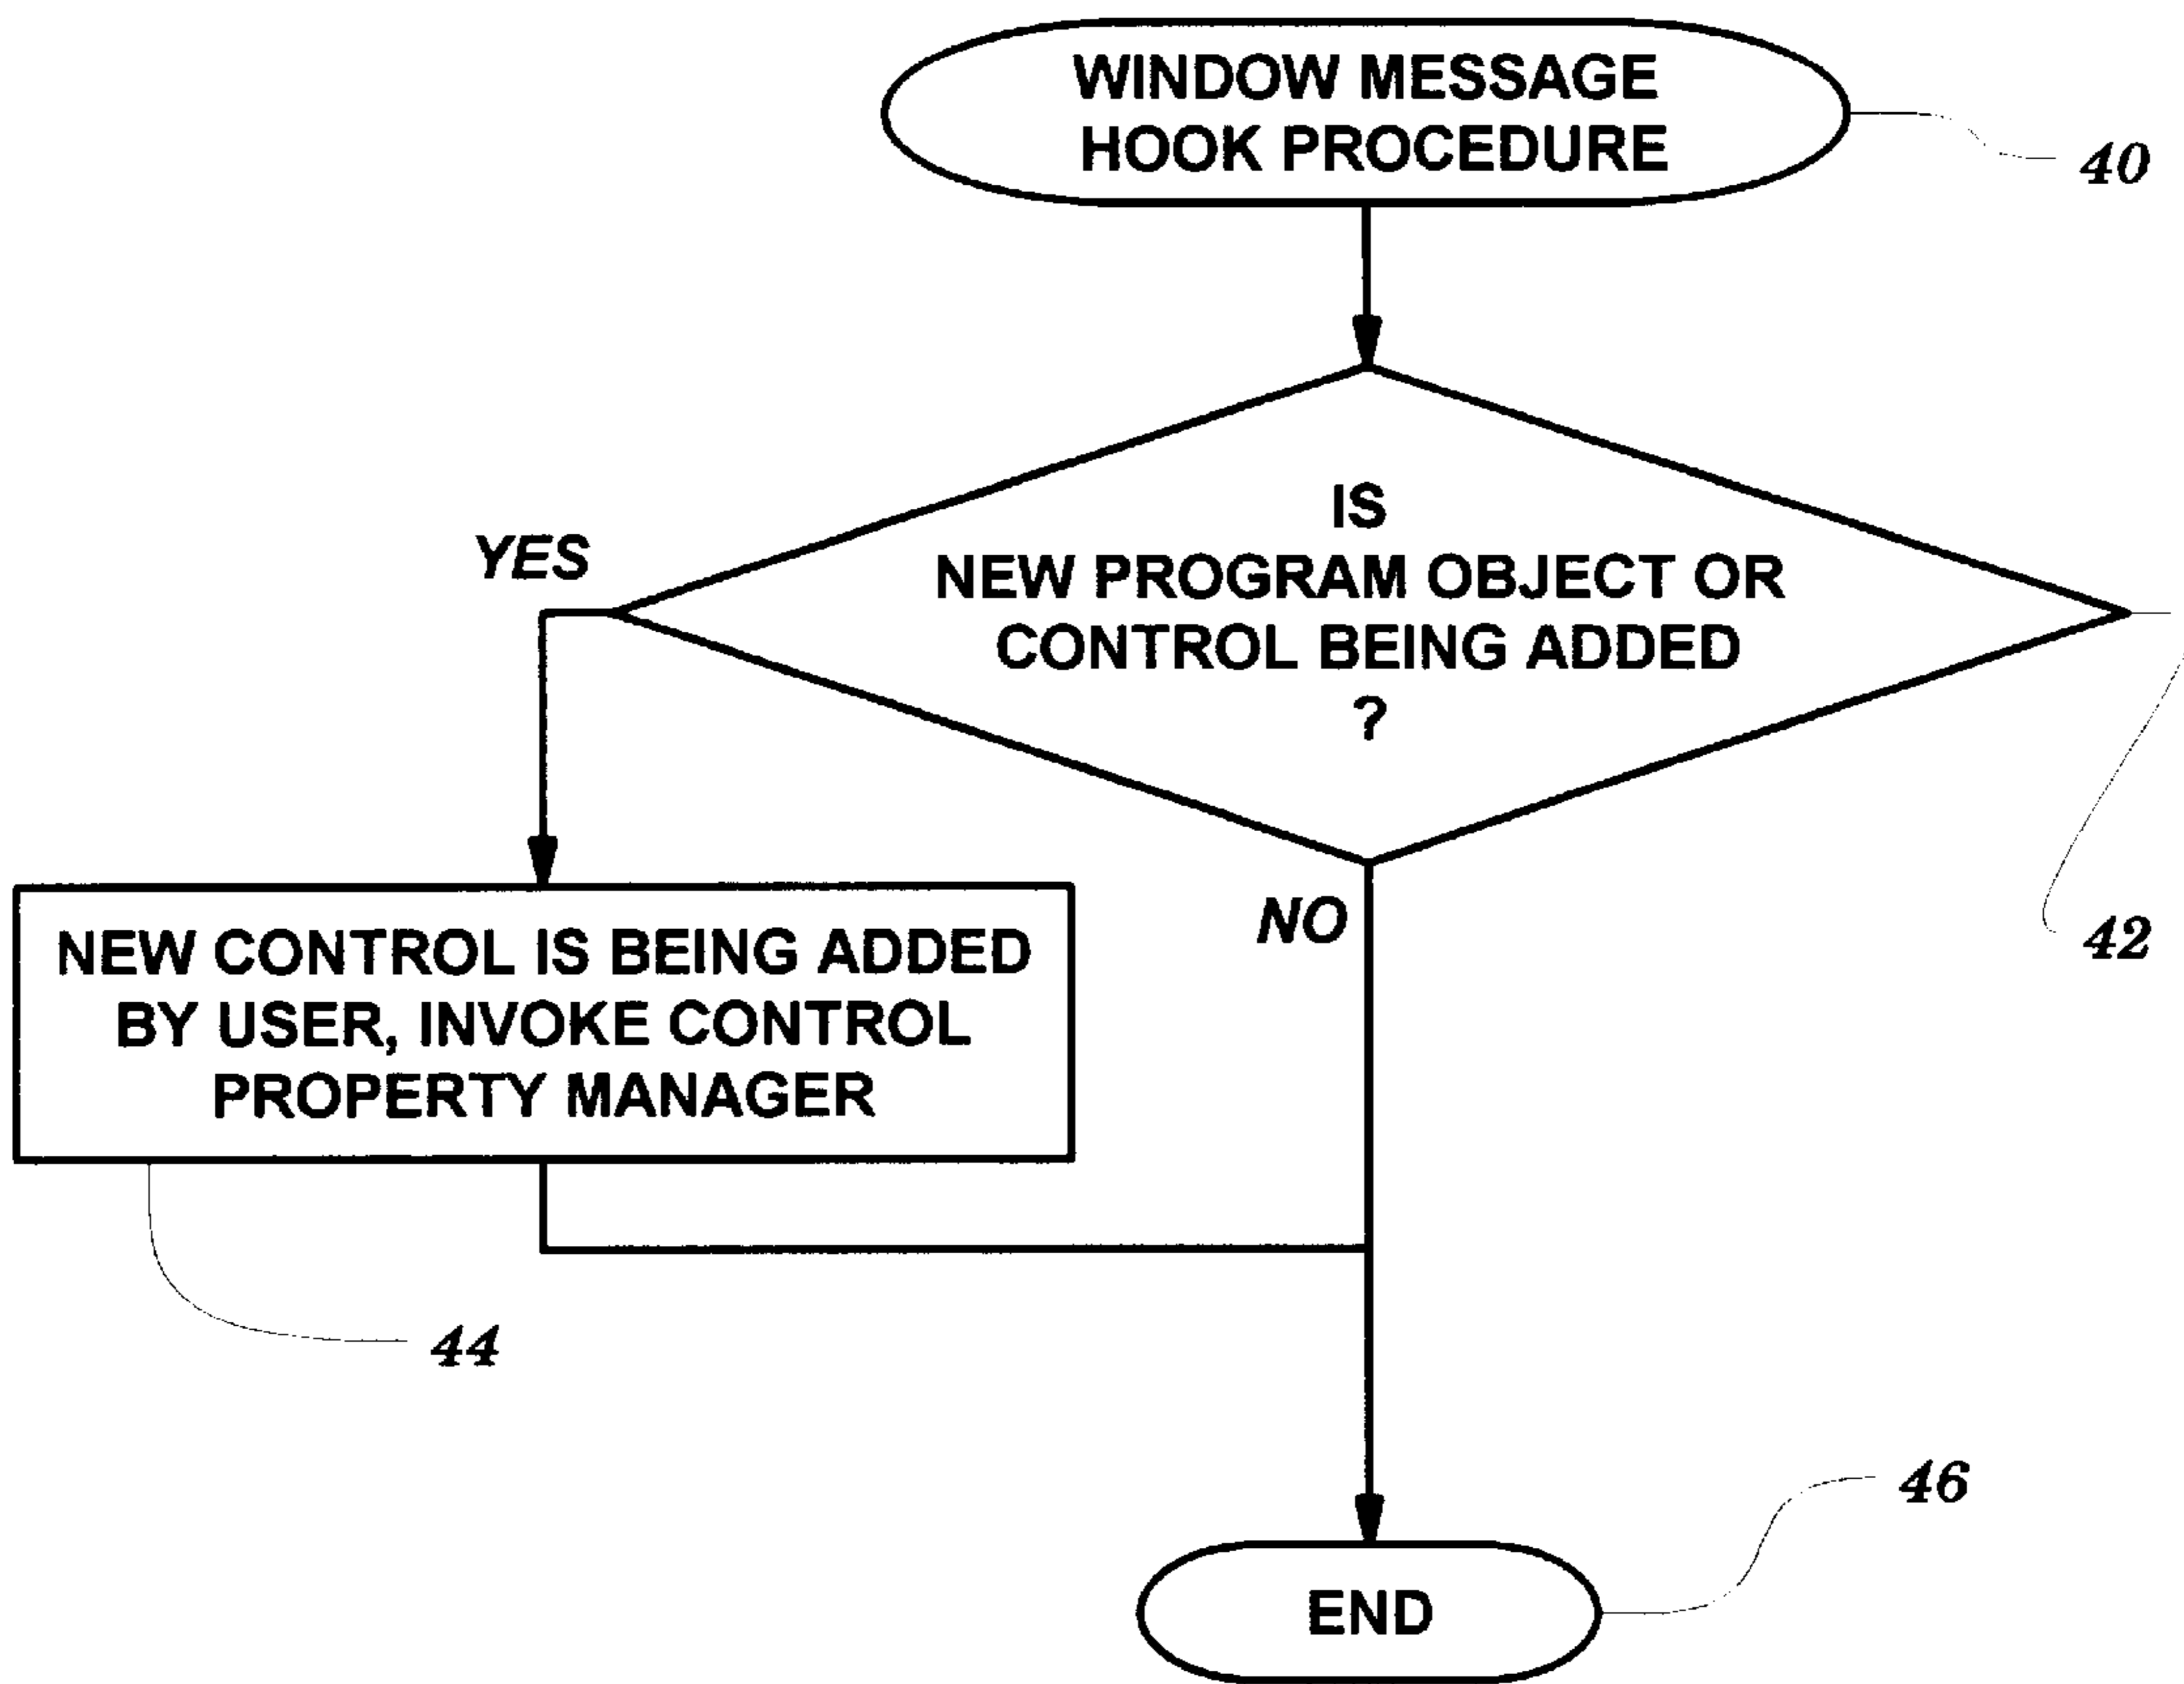 WINDOW MESSAGE
HOOK PROCEDURE
40
IS
NEW PROGRAM OBJECT OR
CONTROL BEING ADDED
?
YES
42
NO
NEW CONTROL IS BEING ADDED
BY USER, INVOKE CONTROL
PROPERTY MANAGER
44
46
END